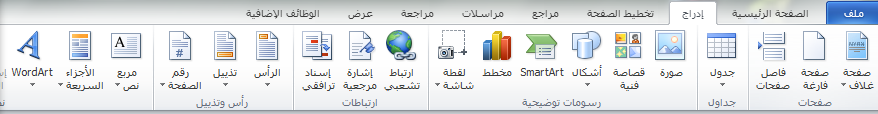 ملف الصفحة الرئيسية إدراج تخطيط الصفحة مراجع مراسلات مراجعة عرض الوظائف الإضافية
صفحة غلاف
صفحة فارغة
فاصل صفحات
صفحات
جدول
جداول
صورة
قصاصة فنية
أشكال
SmartArt
مخطط
لقطة شاشة
رسومات توضيحية
ارتباط تشعبي
إشارة مرجعية
إسناد ترافقي
ارتباطات
الرأس
تذييل
رقم الصفحة
رأس وتذييل
مربع نص
الأجزاء السريعة
WordArt